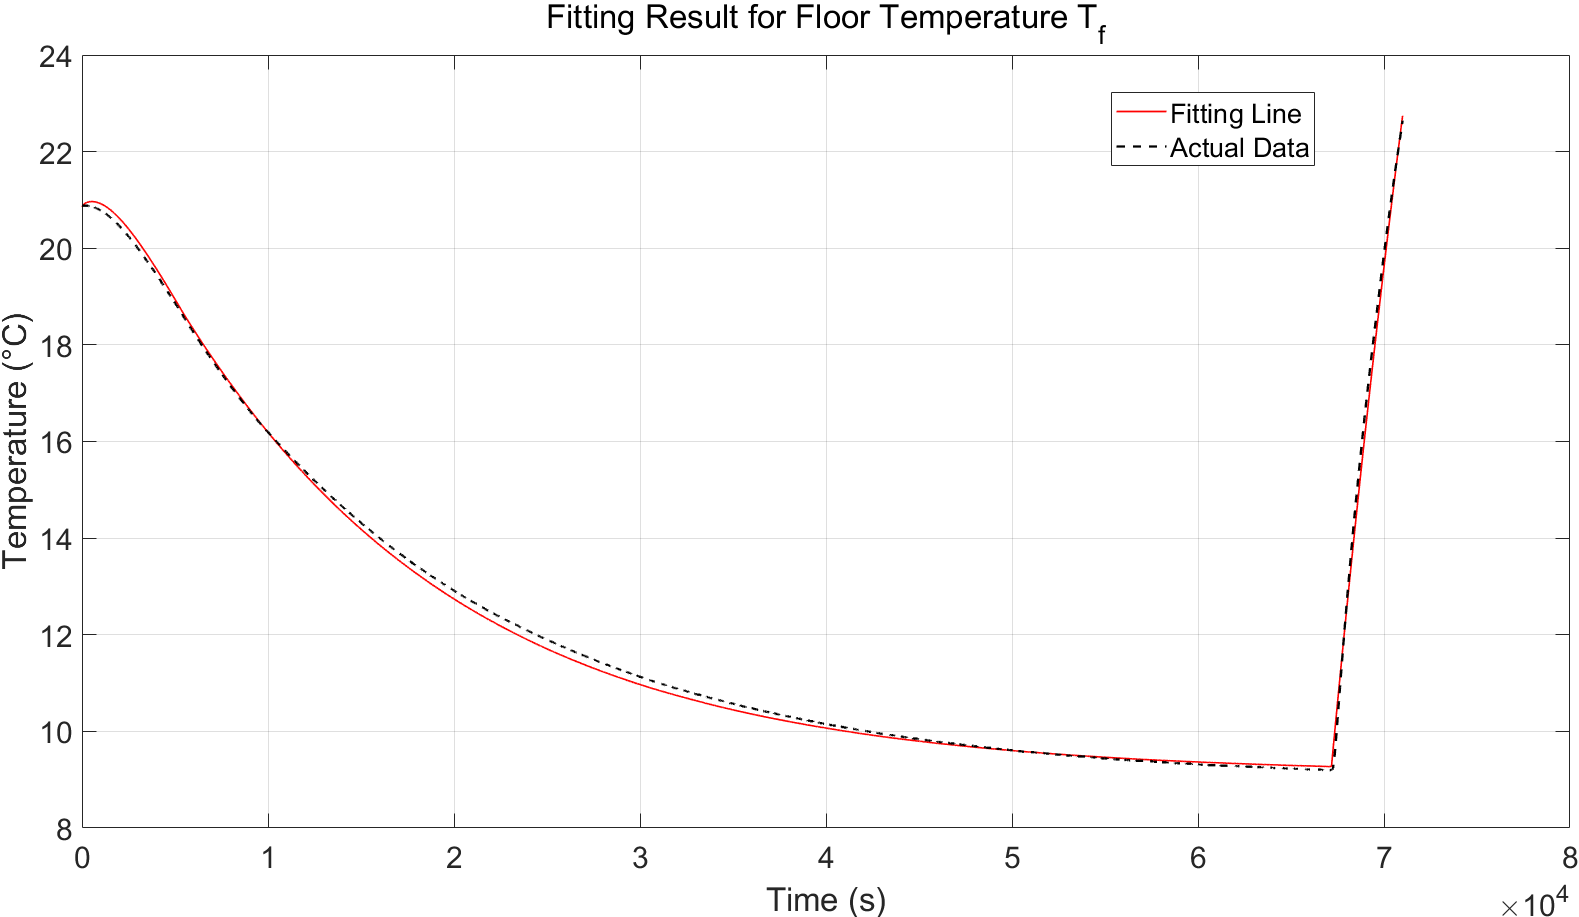 Fitting Result for Floor Temperature T_f
24
22
20
18
16
14
12
10
8
Temperature (°C)
Fitting Line
Actual Data
0 1 2 3 4 5 6 7 8
Time (s)
×10^4